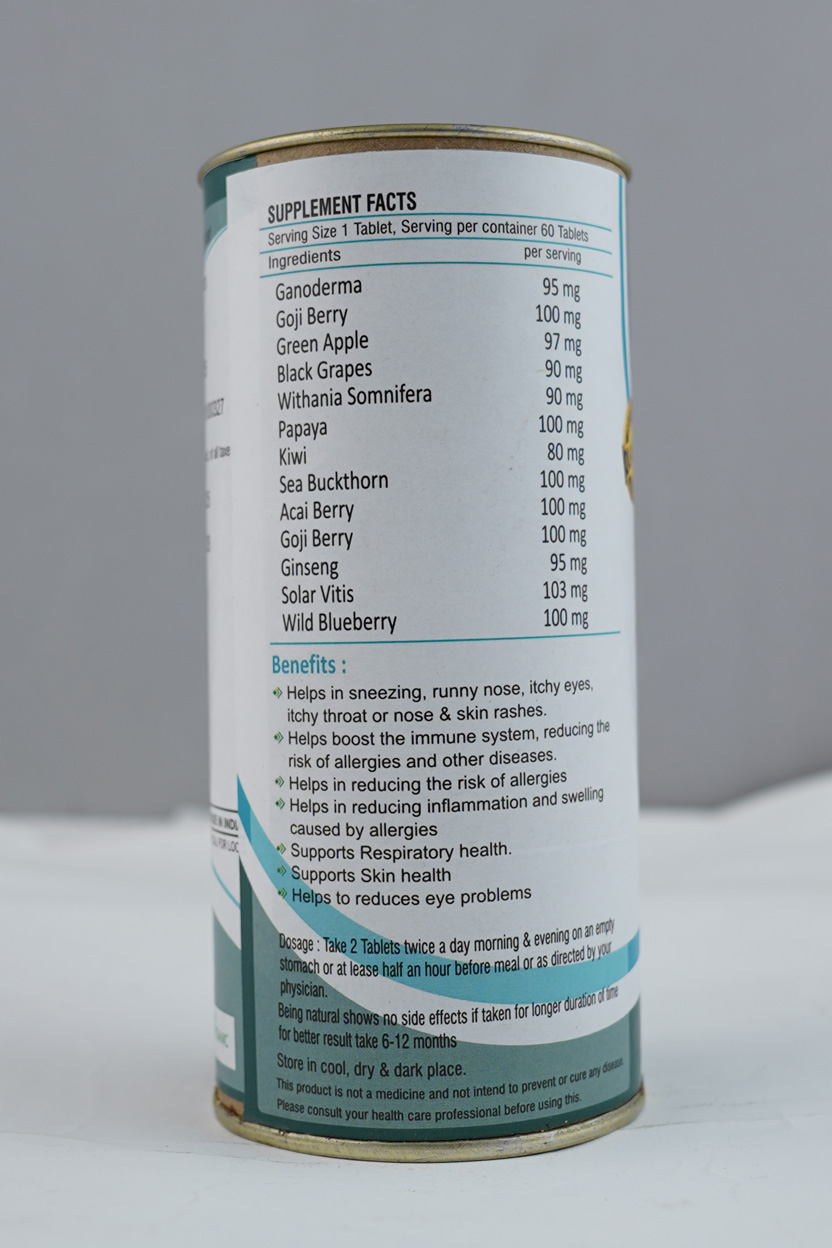 SUPPLEMENT FACTS
Serving Size 1 Tablet, Serving per container 60 Tablets
Ingredients per serving
Ganoderma 95 mg
Goji Berry 100 mg
Green Apple 97 mg
Black Grapes 90 mg
Withania Somnifera 90 mg
Papaya 100 mg
Kiwi 80 mg
Sea Buckthorn 100 mg
Acai Berry 100 mg
Goji Berry 100 mg
Ginseng 95 mg
Solar Vitis 103 mg
Wild Blueberry 100 mg
Benefits :
Helps in sneezing, runny nose, itchy eyes,
itchy throat or nose & skin rashes.
Helps boost the immune system, reducing the
risk of allergies and other diseases.
Helps in reducing the risk of allergies
Helps in reducing inflammation and swelling
caused by allergies
Supports Respiratory health.
Supports Skin health
Helps to reduces eye problems
Dosage : Take 2 Tablets twice a day morning & evening on an empty
stomach or at lease half an hour before meal or as directed by your
physician.
Being natural shows no side effects if taken for longer duration of time
for better result take 6-12 months
Store in cool, dry & dark place.
This product is not a medicine and not intend to prevent or cure any disease.
Please consult your health care professional before using this.